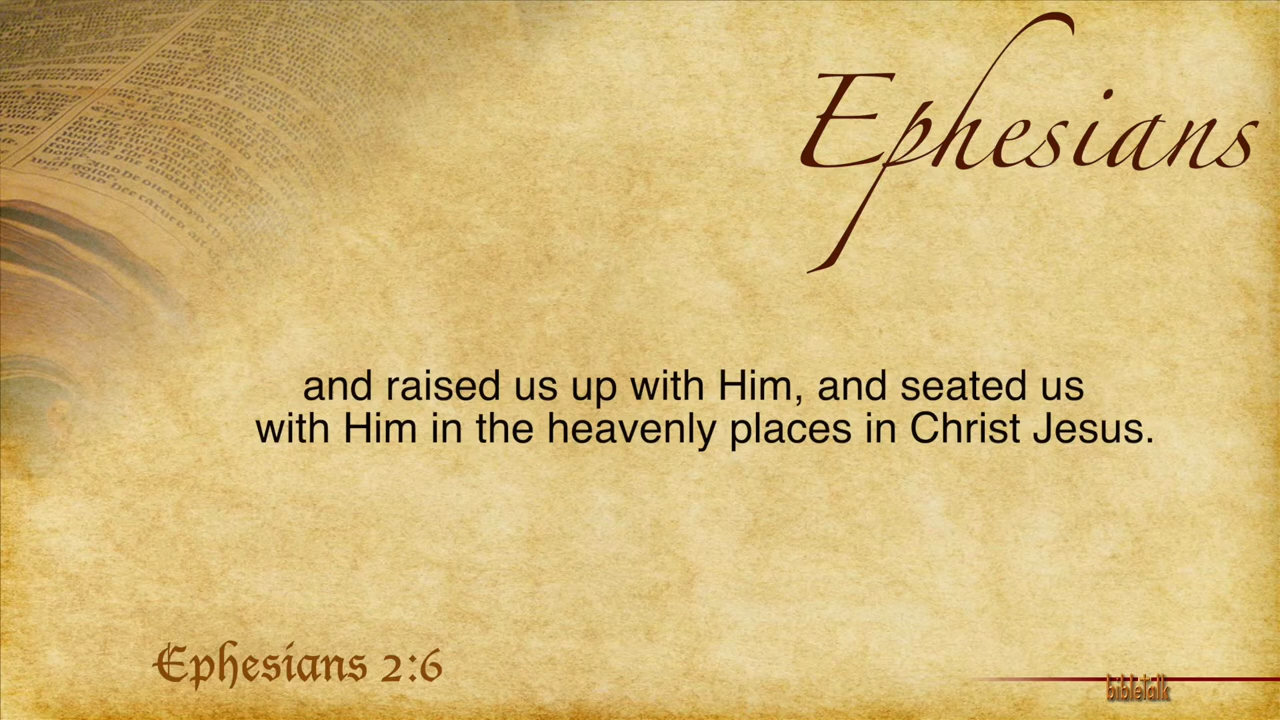 Ephesians
and raised us up with Him, and seated us
with Him in the heavenly places in Christ Jesus.
Ephesians 2:6
bibletalk